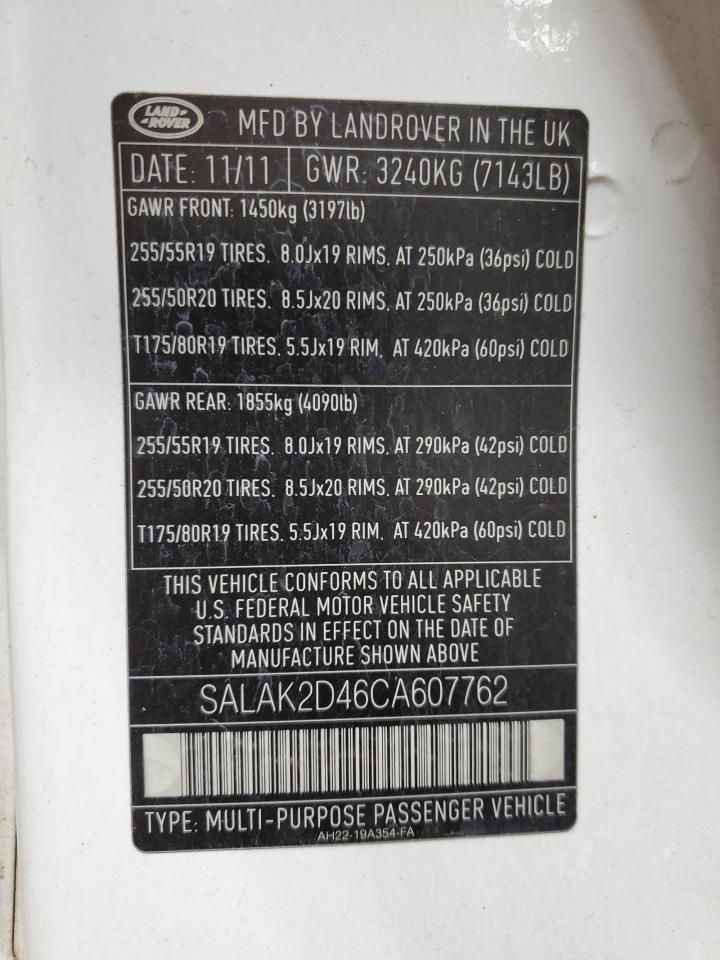 LAND-
-ROVER
MFD BY LANDROVER IN THE UK
DATE: 11/11 GWR: 3240KG (7143LB)
GAWR FRONT: 1450kg (3197lb)
255/55R19 TIRES. 8.0Jx19 RIMS. AT 250kPa (36psi) COLD
255/50R20 TIRES. 8.5Jx20 RIMS. AT 250kPa (36psi) COLD
T175/80R19 TIRES. 5.5Jx19 RIM, AT 420kPa (60psi) COLD
GAWR REAR: 1855kg (4090lb)
255/55R19 TIRES. 8.0Jx19 RIMS. AT 290kPa (42psi) COLD
255/50R20 TIRES. 8.5Jx20 RIMS. AT 290kPa (42psi) COLD
T175/80R19 TIRES. 5.5Jx19 RIM, AT 420kPa (60psi) COLD
THIS VEHICLE CONFORMS TO ALL APPLICABLE
U.S. FEDERAL MOTOR VEHICLE SAFETY
STANDARDS IN EFFECT ON THE DATE OF
MANUFACTURE SHOWN ABOVE
SALAK2D46CA607762
TYPE: MULTI-PURPOSE PASSENGER VEHICLE
AH22-19A354-FA